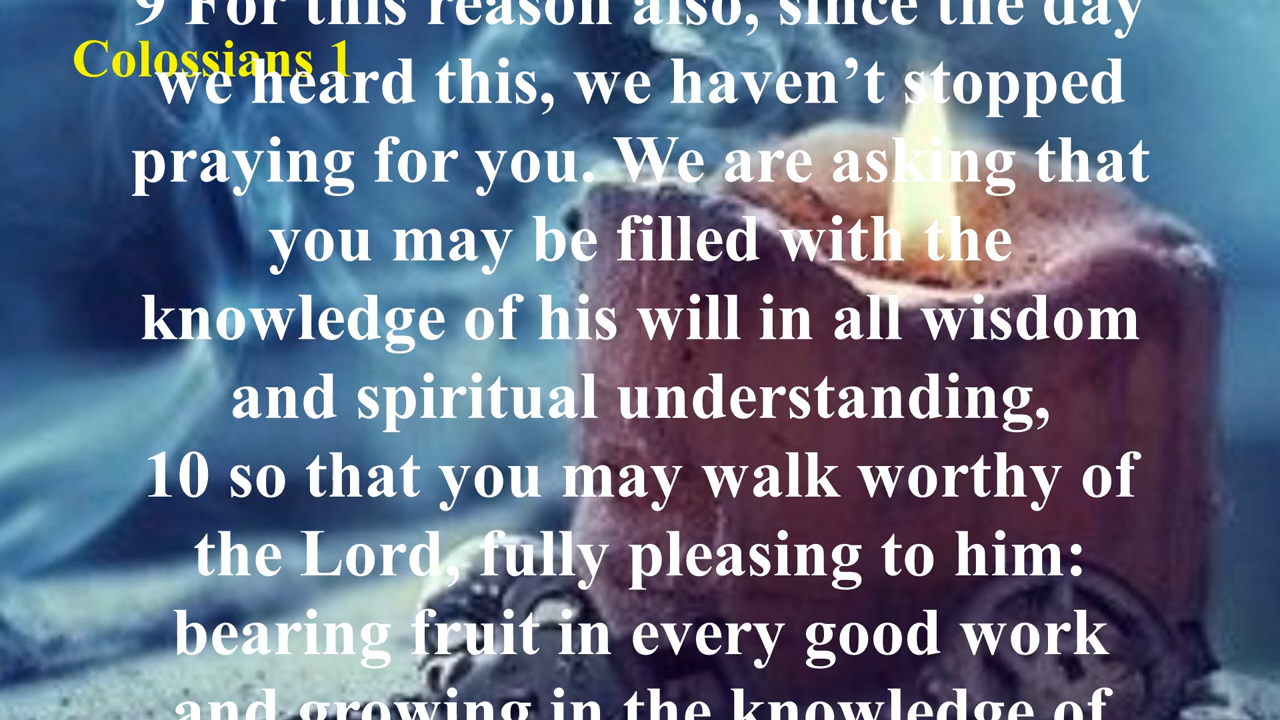 9 For this reason also, since the day
Colossians 1
we heard this, we haven’t stopped
praying for you. We are asking that
you may be filled with the
knowledge of his will in all wisdom
and spiritual understanding,
10 so that you may walk worthy of
the Lord, fully pleasing to him:
bearing fruit in every good work
and growing in the knowledge of